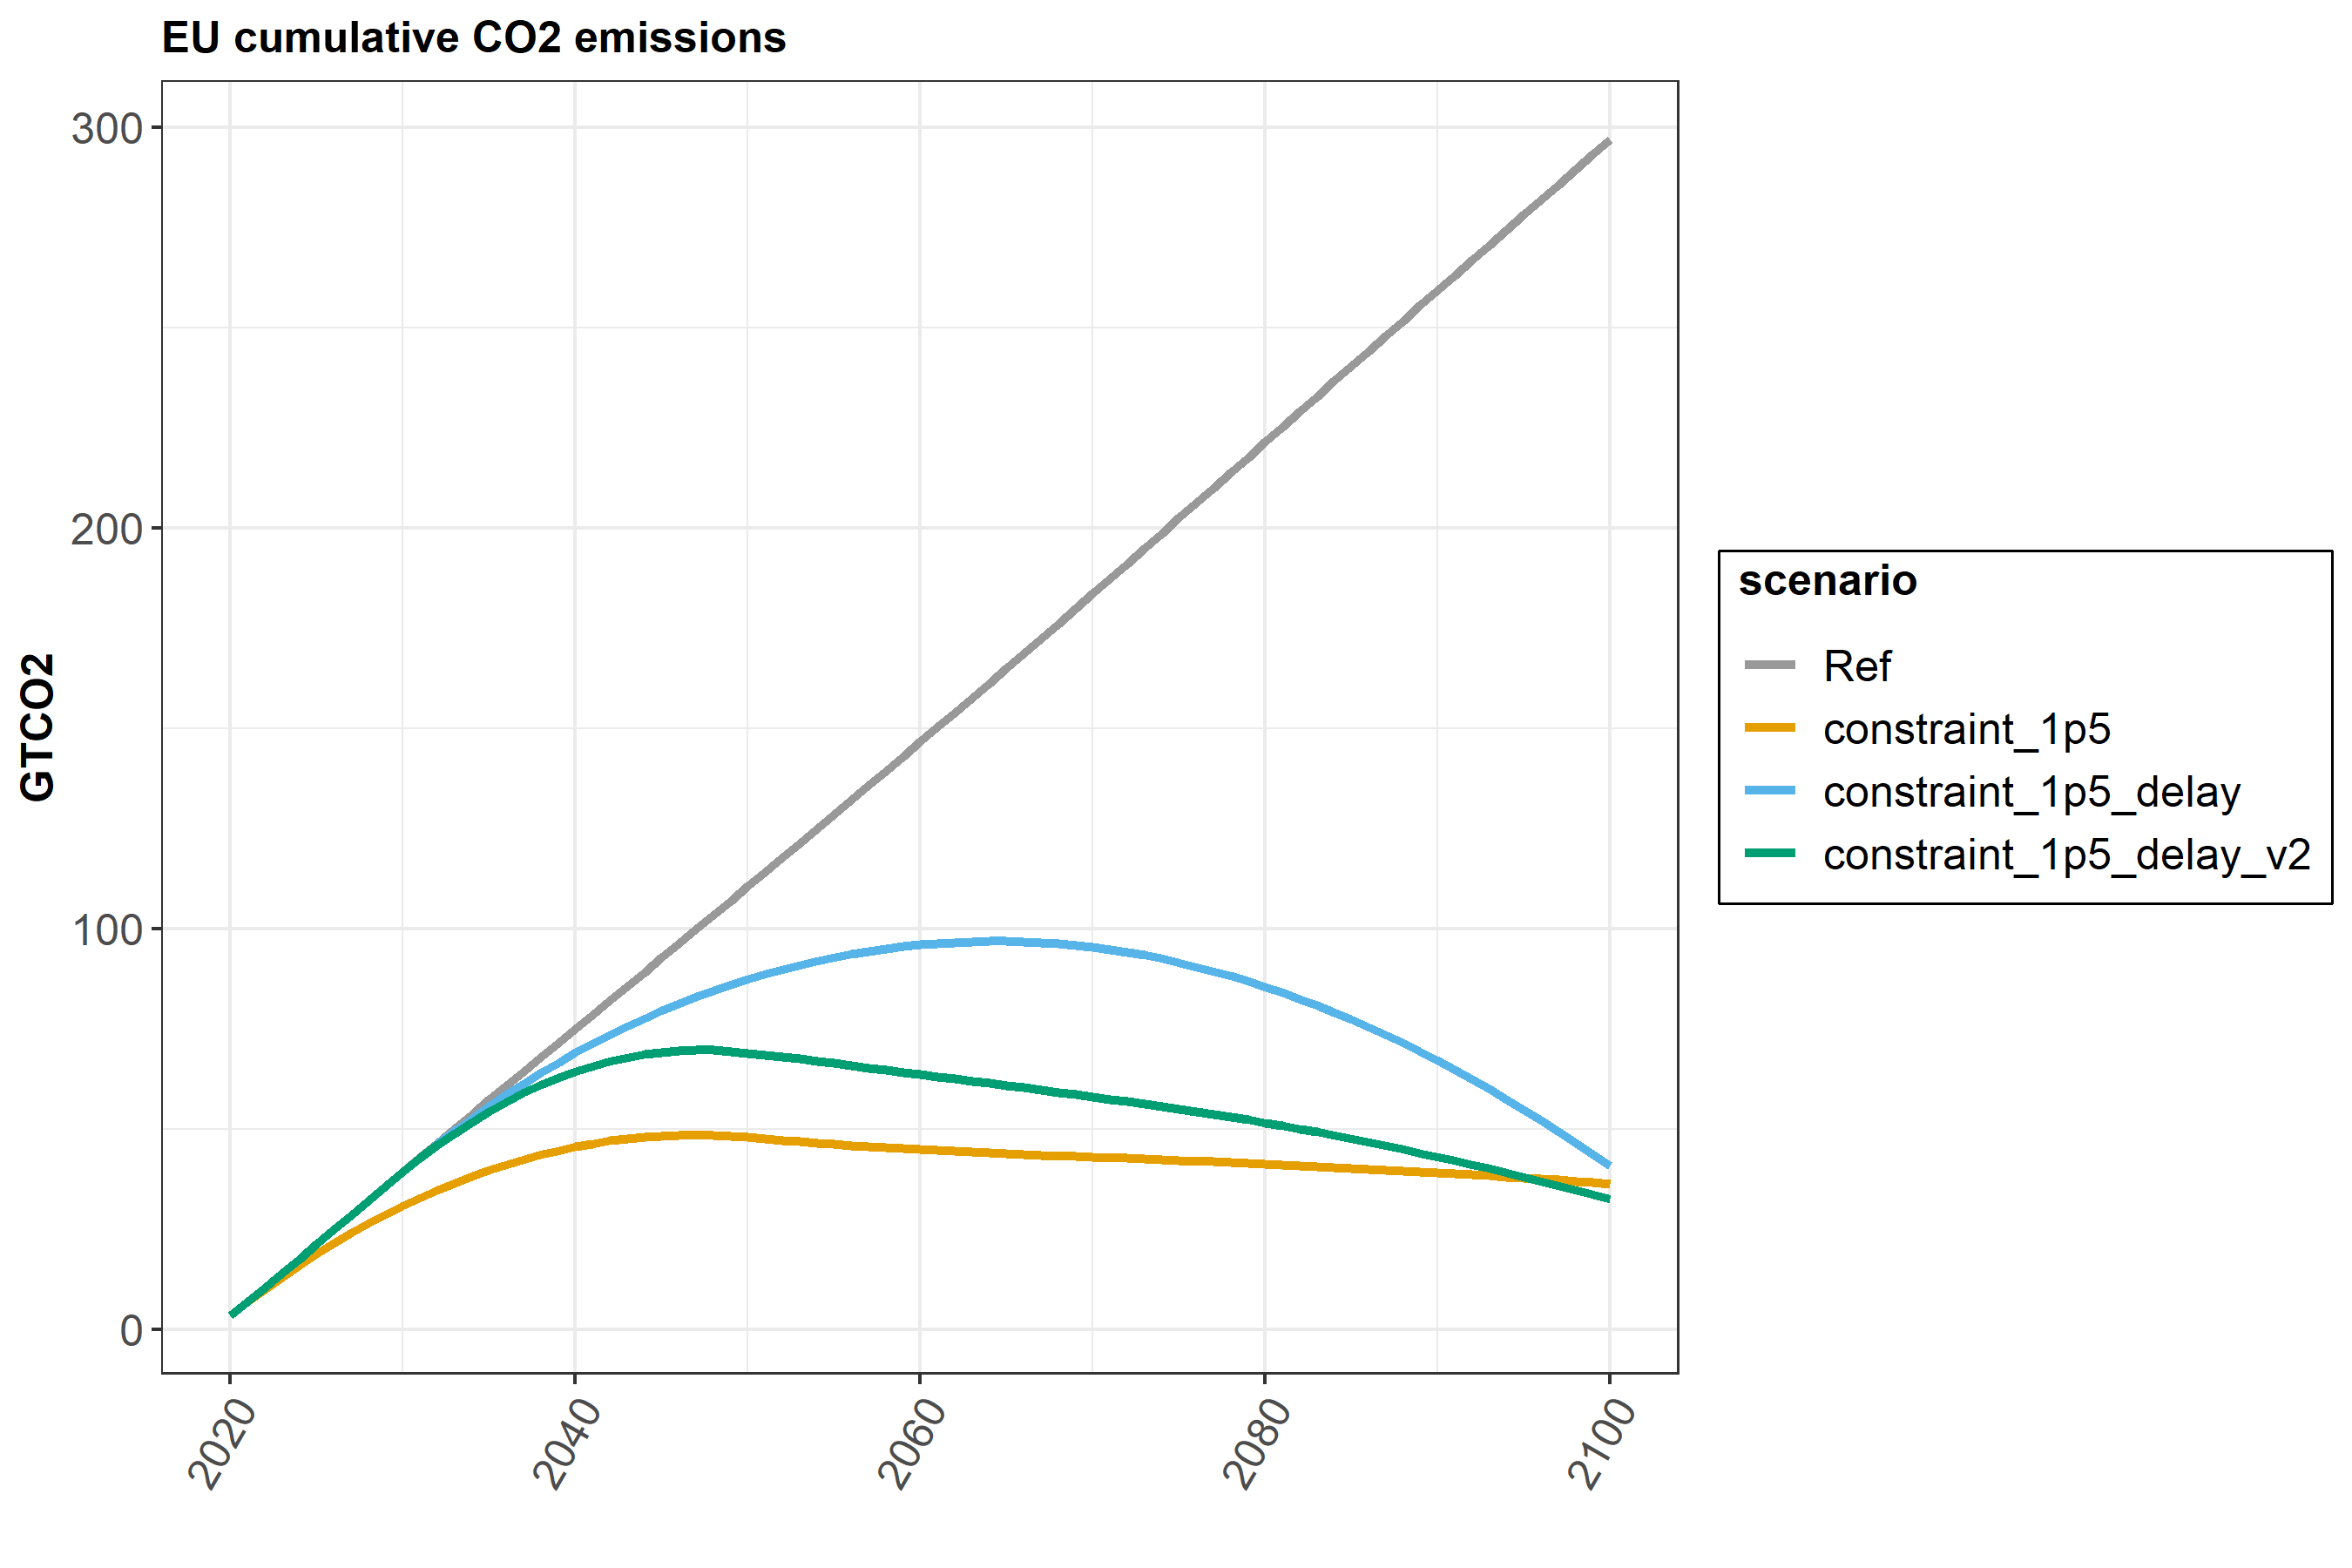 EU cumulative CO2 emissions
300
200
100
0
GTCO2
2020
2040
2060
2080
2100
scenario
Ref
constraint_1p5
constraint_1p5_delay
constraint_1p5_delay_v2